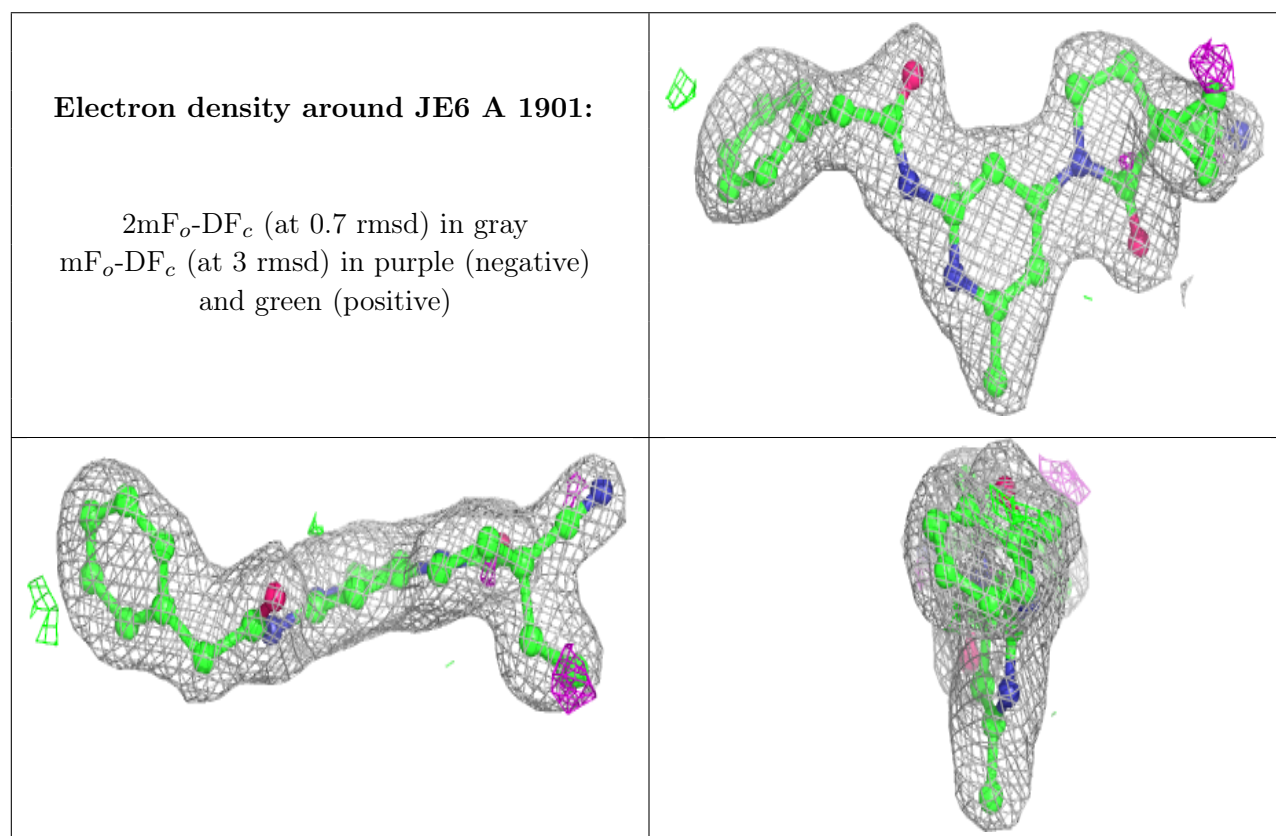 Electron density around JE6 A 1901:
2mFₒ-DF𝒸 (at 0.7 rmsd) in gray
mFₒ-DF𝒸 (at 3 rmsd) in purple (negative)
and green (positive)